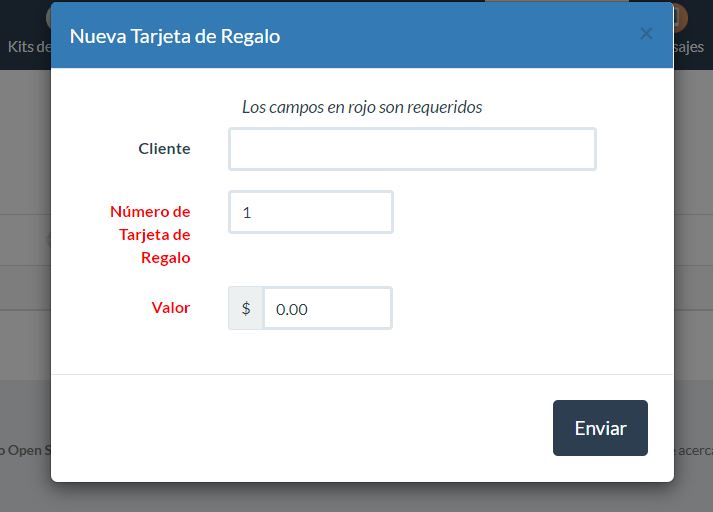 Nueva Tarjeta de Regalo
×
Kits de
sajes
Los campos en rojo son requeridos
Cliente
Número de
Tarjeta de
Regalo
1
Valor
$ 0.00
Enviar
o Open S
acerca